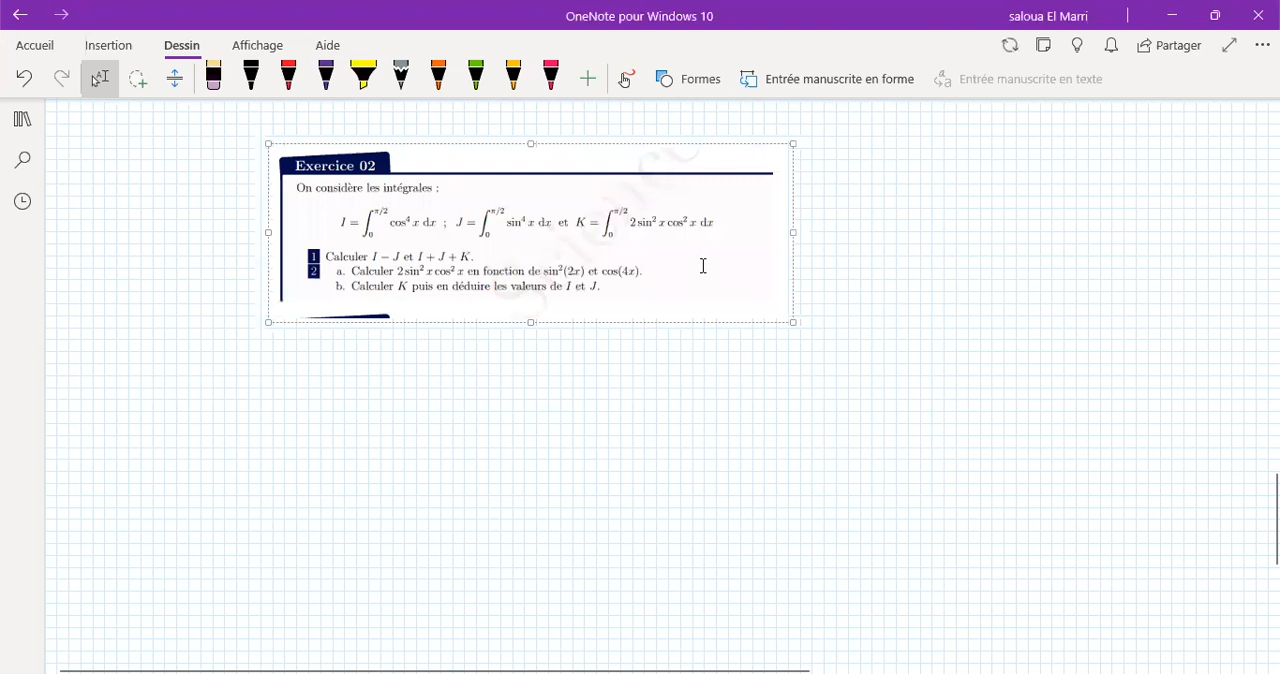 OneNote pour Windows 10
saloua El Marri
Accueil Insertion Dessin Affichage Aide
Partager
Formes Entrée manuscrite en forme Entrée manuscrite en texte
Exercice 02
On considère les intégrales :
I = ∫₀^{π/2} cos⁴ x dx ; J = ∫₀^{π/2} sin⁴ x dx et K = ∫₀^{π/2} 2 sin² x cos² x dx
1 Calculer I − J et I + J + K.
2 a. Calculer 2 sin² x cos² x en fonction de sin²(2x) et cos(4x).
b. Calculer K puis en déduire les valeurs de I et J.